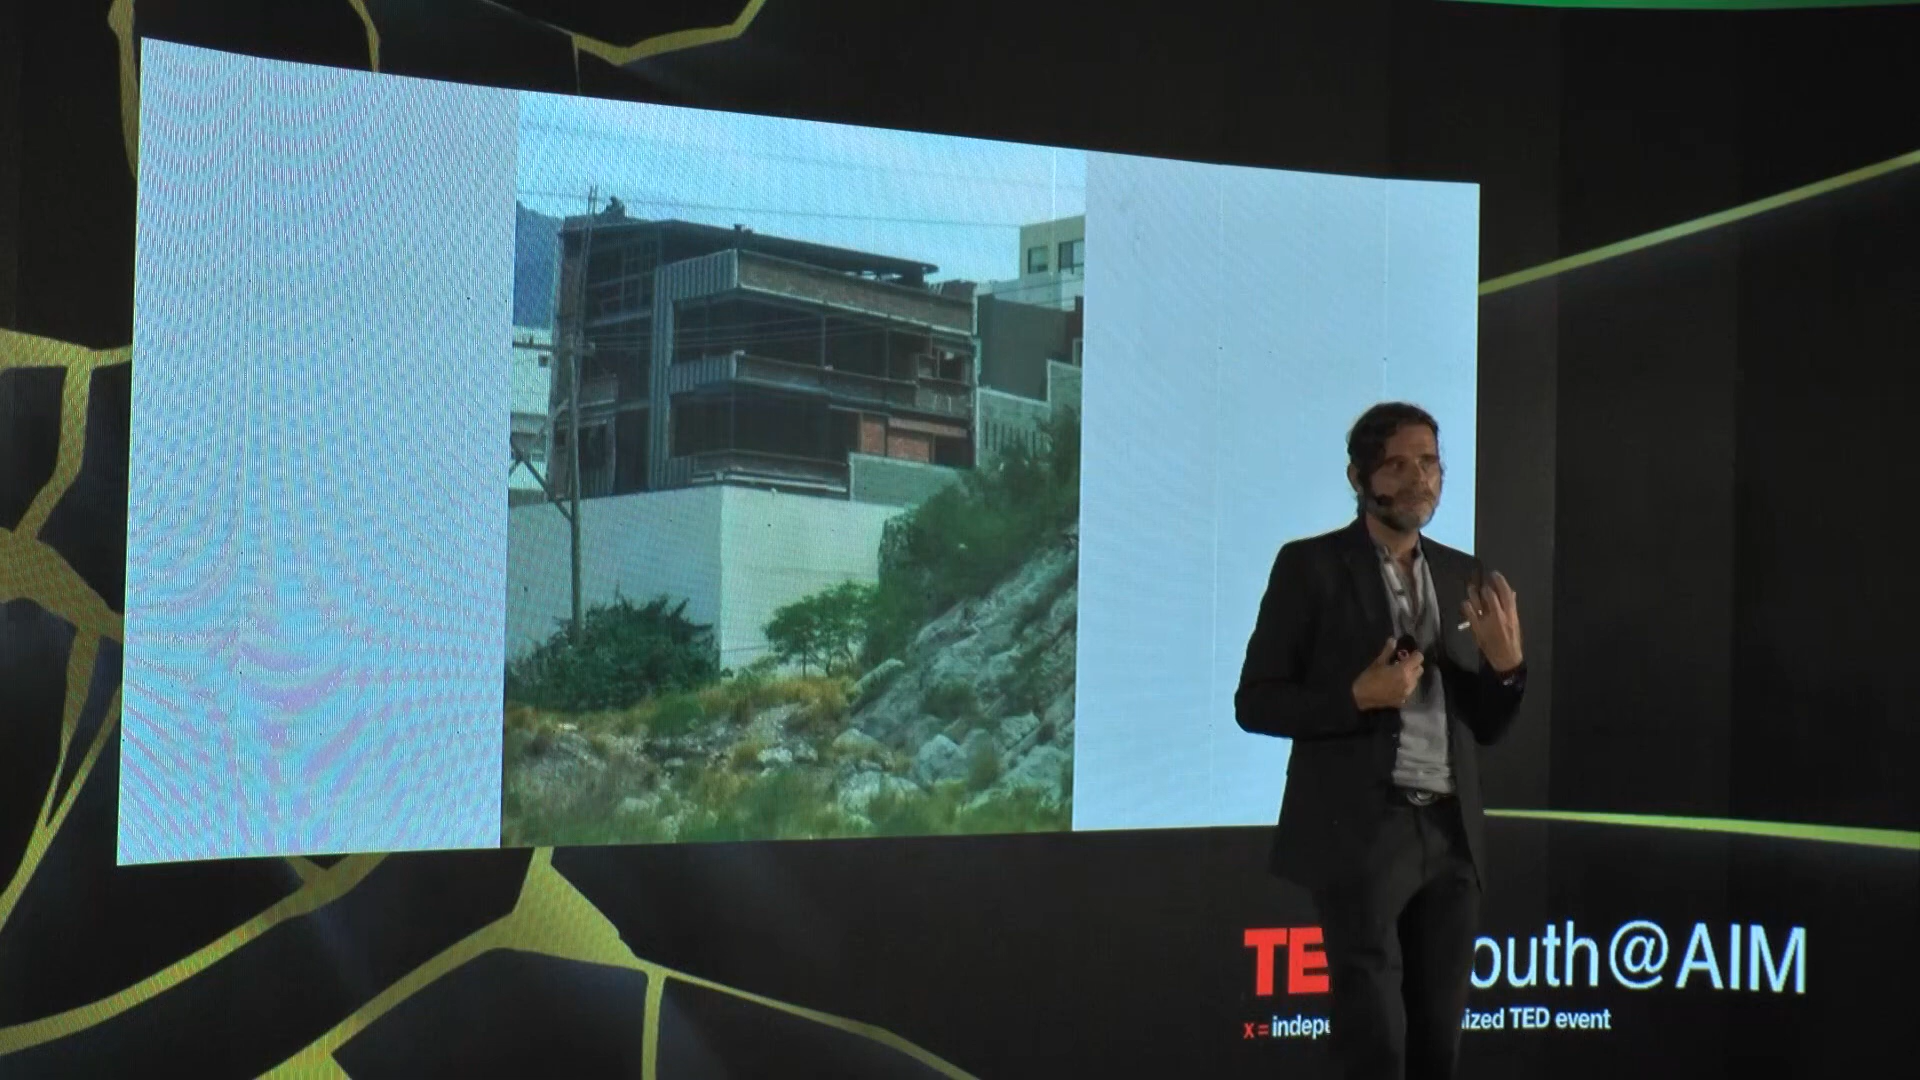 TE outh@AIM
x = indepe ized TED event